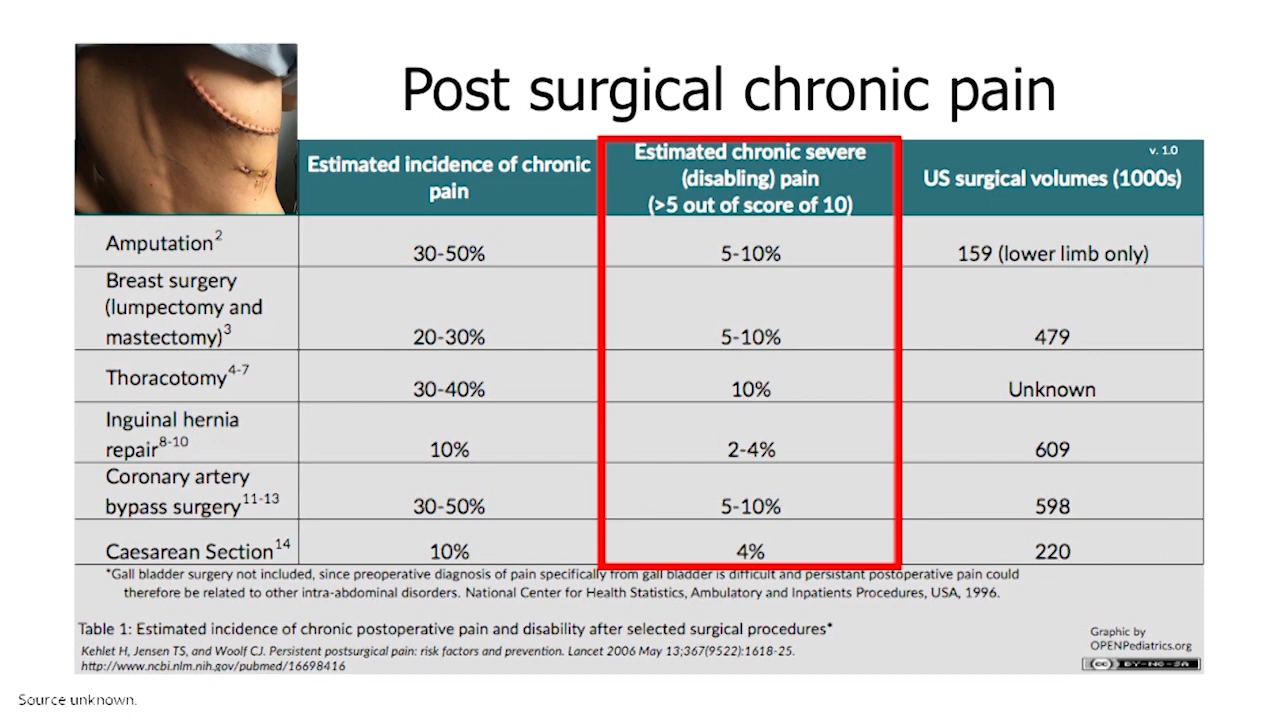 Post surgical chronic pain
Estimated incidence of chronic
pain
Estimated chronic severe
(disabling) pain
(>5 out of score of 10)
v. 1.0
US surgical volumes (1000s)
Amputation2
30-50%
5-10%
159 (lower limb only)
Breast surgery
(lumpectomy and
mastectomy)3
20-30%
5-10%
479
Thoracotomy4-7
30-40%
10%
Unknown
Inguinal hernia
repair8-10
10%
2-4%
609
Coronary artery
bypass surgery11-13
30-50%
5-10%
598
Caesarean Section14
10%
4%
220
*Gall bladder surgery not included, since preoperative diagnosis of pain specifically from gall bladder is difficult and persistant postoperative pain could
therefore be related to other intra-abdominal disorders. National Center for Health Statistics, Ambulatory and Inpatients Procedures, USA, 1996.
Table 1: Estimated incidence of chronic postoperative pain and disability after selected surgical procedures*
Kehlet H, Jensen TS, and Woolf CJ. Persistent postsurgical pain: risk factors and prevention. Lancet 2006 May 13;367(9522):1618-25.
http://www.ncbi.nlm.nih.gov/pubmed/16698416
Graphic by
OPENPediatrics.org
cc BY-NC-SA
Source unknown.